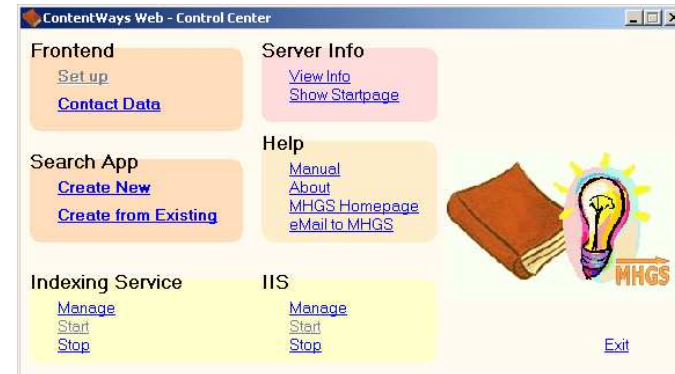 ContentWays Web - Control Center
Frontend
Set up
Contact Data
Search App
Create New
Create from Existing
Indexing Service
Manage
Start
Stop
Server Info
View Info
Show Startpage
Help
Manual
About
MHGS Homepage
eMail to MHGS
IIS
Manage
Start
Stop
MHGS
Exit